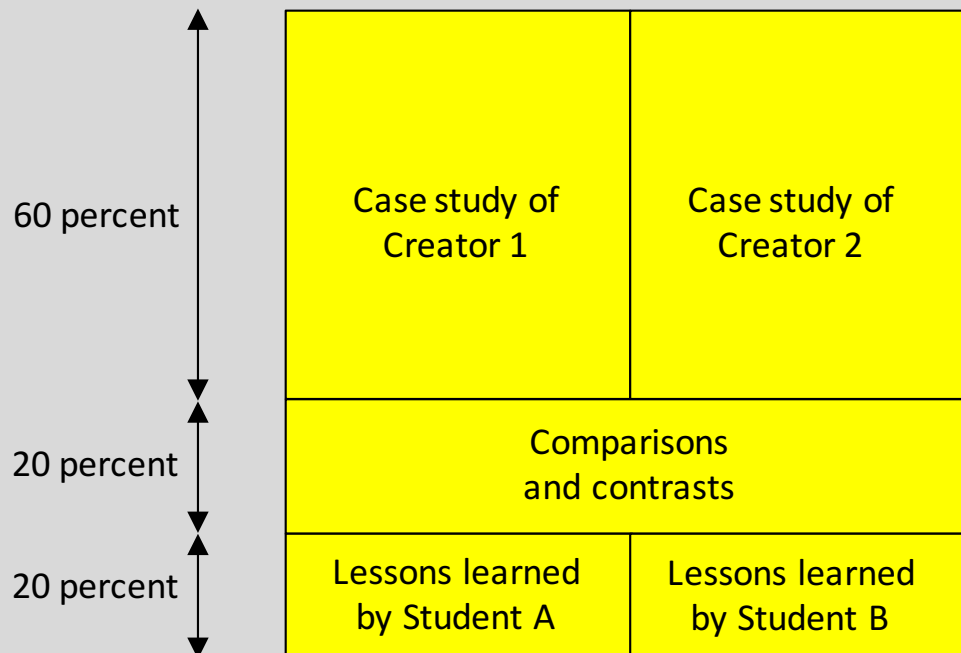 60 percent
Case study of
Creator 1
Case study of
Creator 2
20 percent
Comparisons
and contrasts
20 percent
Lessons learned
by Student A
Lessons learned
by Student B